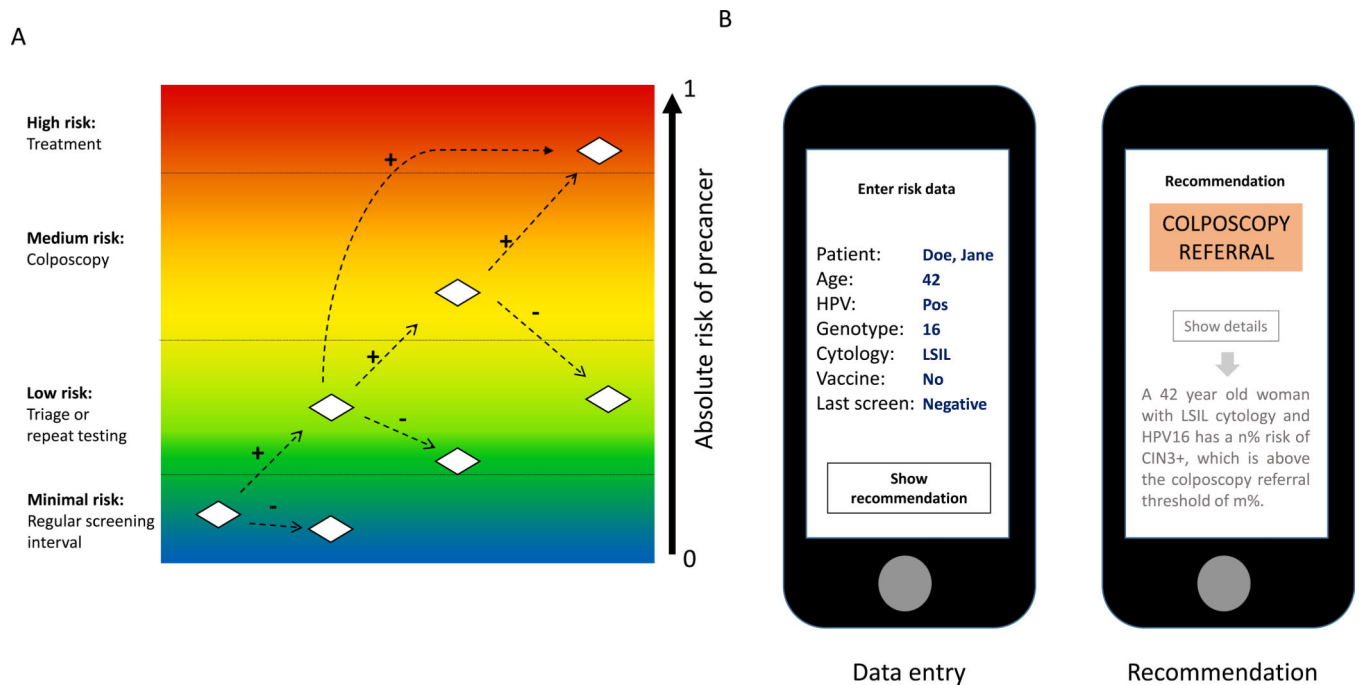 A
High risk:
Treatment
Medium risk:
Colposcopy
Low risk:
Triage or
repeat testing
Minimal risk:
Regular screening
interval
+
+
+
-
+
-
+
-
1
Absolute risk of precancer
0
B
Enter risk data
Patient: Doe, Jane
Age: 42
HPV: Pos
Genotype: 16
Cytology: LSIL
Vaccine: No
Last screen: Negative
Show
recommendation
Data entry
Recommendation
COLPOSCOPY
REFERRAL
Show details
A 42 year old woman
with LSIL cytology and
HPV16 has a n% risk of
CIN3+, which is above
the colposcopy referral
threshold of m%.
Recommendation